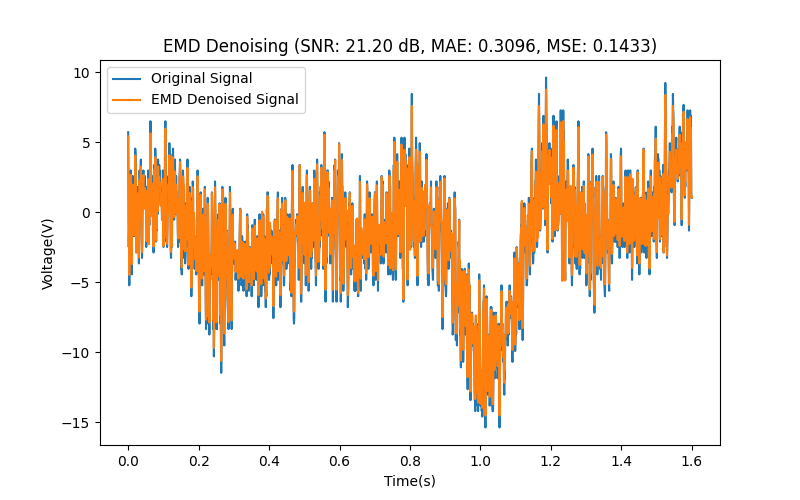 EMD Denoising (SNR: 21.20 dB, MAE: 0.3096, MSE: 0.1433)
Original Signal
EMD Denoised Signal
10
5
0
−5
−10
−15
Voltage(V)
0.0 0.2 0.4 0.6 0.8 1.0 1.2 1.4 1.6
Time(s)